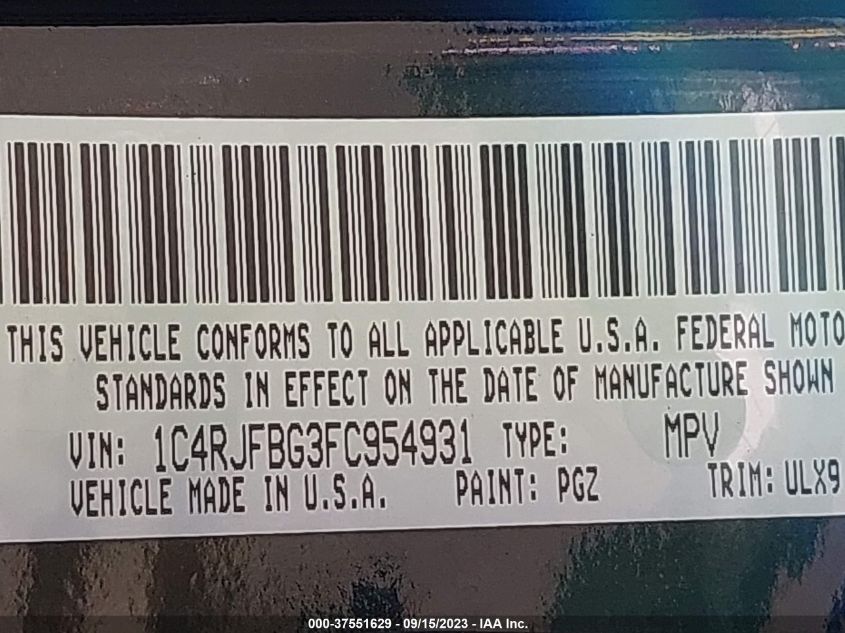 THIS VEHICLE CONFORMS TO ALL APPLICABLE U.S.A. FEDERAL MOTO
STANDARDS IN EFFECT ON THE DATE OF MANUFACTURE SHOWN
VIN: 1C4RJFBG3FC954931 TYPE: MPV
VEHICLE MADE IN U.S.A. PAINT: PGZ TRIM: ULX9
000-37551629 - 09/15/2023 - IAA Inc.